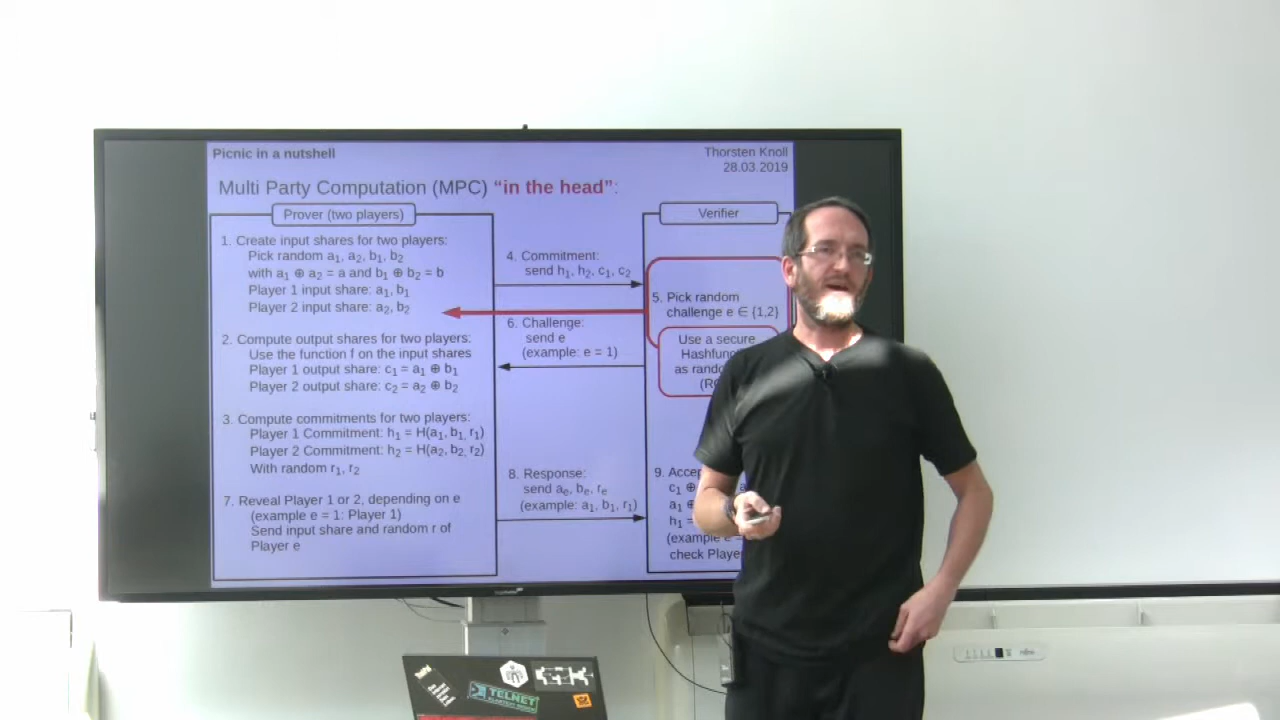 Picnic in a nutshell
Thorsten Knoll
28.03.2019
Multi Party Computation (MPC) “in the head”:
Prover (two players)
1. Create input shares for two players:
Pick random a₁, a₂, b₁, b₂
with a₁ ⊕ a₂ = a and b₁ ⊕ b₂ = b
Player 1 input share: a₁, b₁
Player 2 input share: a₂, b₂
2. Compute output shares for two players:
Use the function f on the input shares
Player 1 output share: c₁ = a₁ ⊕ b₁
Player 2 output share: c₂ = a₂ ⊕ b₂
3. Compute commitments for two players:
Player 1 Commitment: h₁ = H(a₁, b₁, r₁)
Player 2 Commitment: h₂ = H(a₂, b₂, r₂)
With random r₁, r₂
7. Reveal Player 1 or 2, depending on e
(example e = 1: Player 1)
Send input share and random r of
Player e
4. Commitment:
send h₁, h₂, c₁, c₂
6. Challenge:
send e
(example: e = 1)
8. Response:
send aₑ, bₑ, rₑ
(example: a₁, b₁, r₁)
Verifier
5. Pick random
challenge e ∈ {1,2}
Use a secure
as
9.
c₁ ⊕
a₁ ⊕
h₁ =
(example e =
check
TELNET